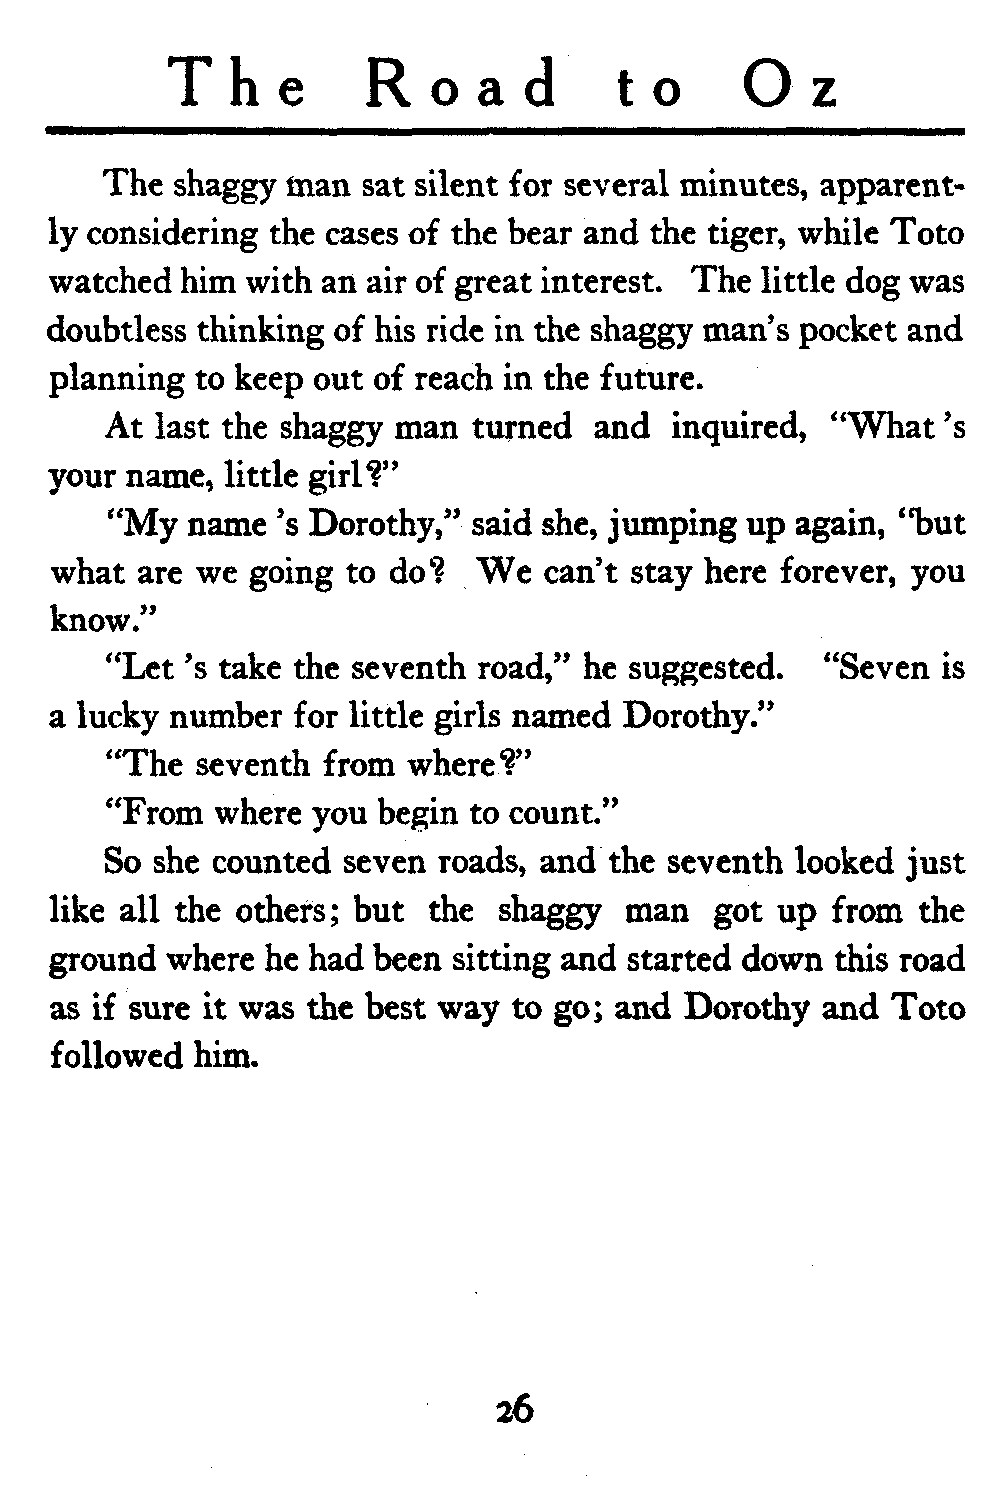 The Road to Oz
The shaggy man sat silent for several minutes, apparent-
ly considering the cases of the bear and the tiger, while Toto
watched him with an air of great interest. The little dog was
doubtless thinking of his ride in the shaggy man's pocket and
planning to keep out of reach in the future.
At last the shaggy man turned and inquired, "What 's
your name, little girl?"
"My name 's Dorothy," said she, jumping up again, "but
what are we going to do? We can't stay here forever, you
know."
"Let 's take the seventh road," he suggested. "Seven is
a lucky number for little girls named Dorothy."
"The seventh from where?"
"From where you begin to count."
So she counted seven roads, and the seventh looked just
like all the others; but the shaggy man got up from the
ground where he had been sitting and started down this road
as if sure it was the best way to go; and Dorothy and Toto
followed him.
26